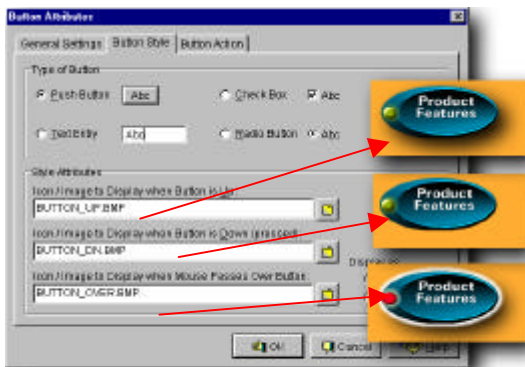 Button Attributes
General Settings Button Style Button Action
Type of Button
Push Button Abc Check Box Abc
Text Entry Abc Radio Button Abc
Style Attributes
Icon / Image to Display when Button is Up:
BUTTON_UP.BMP
Icon / Image to Display when Button is Down (pressed):
BUTTON_DN.BMP
Icon / Image to Display when Mouse Passes Over Button:
BUTTON_OVER.BMP
OK Cancel Help
Product
Features
Product
Features
Product
Features